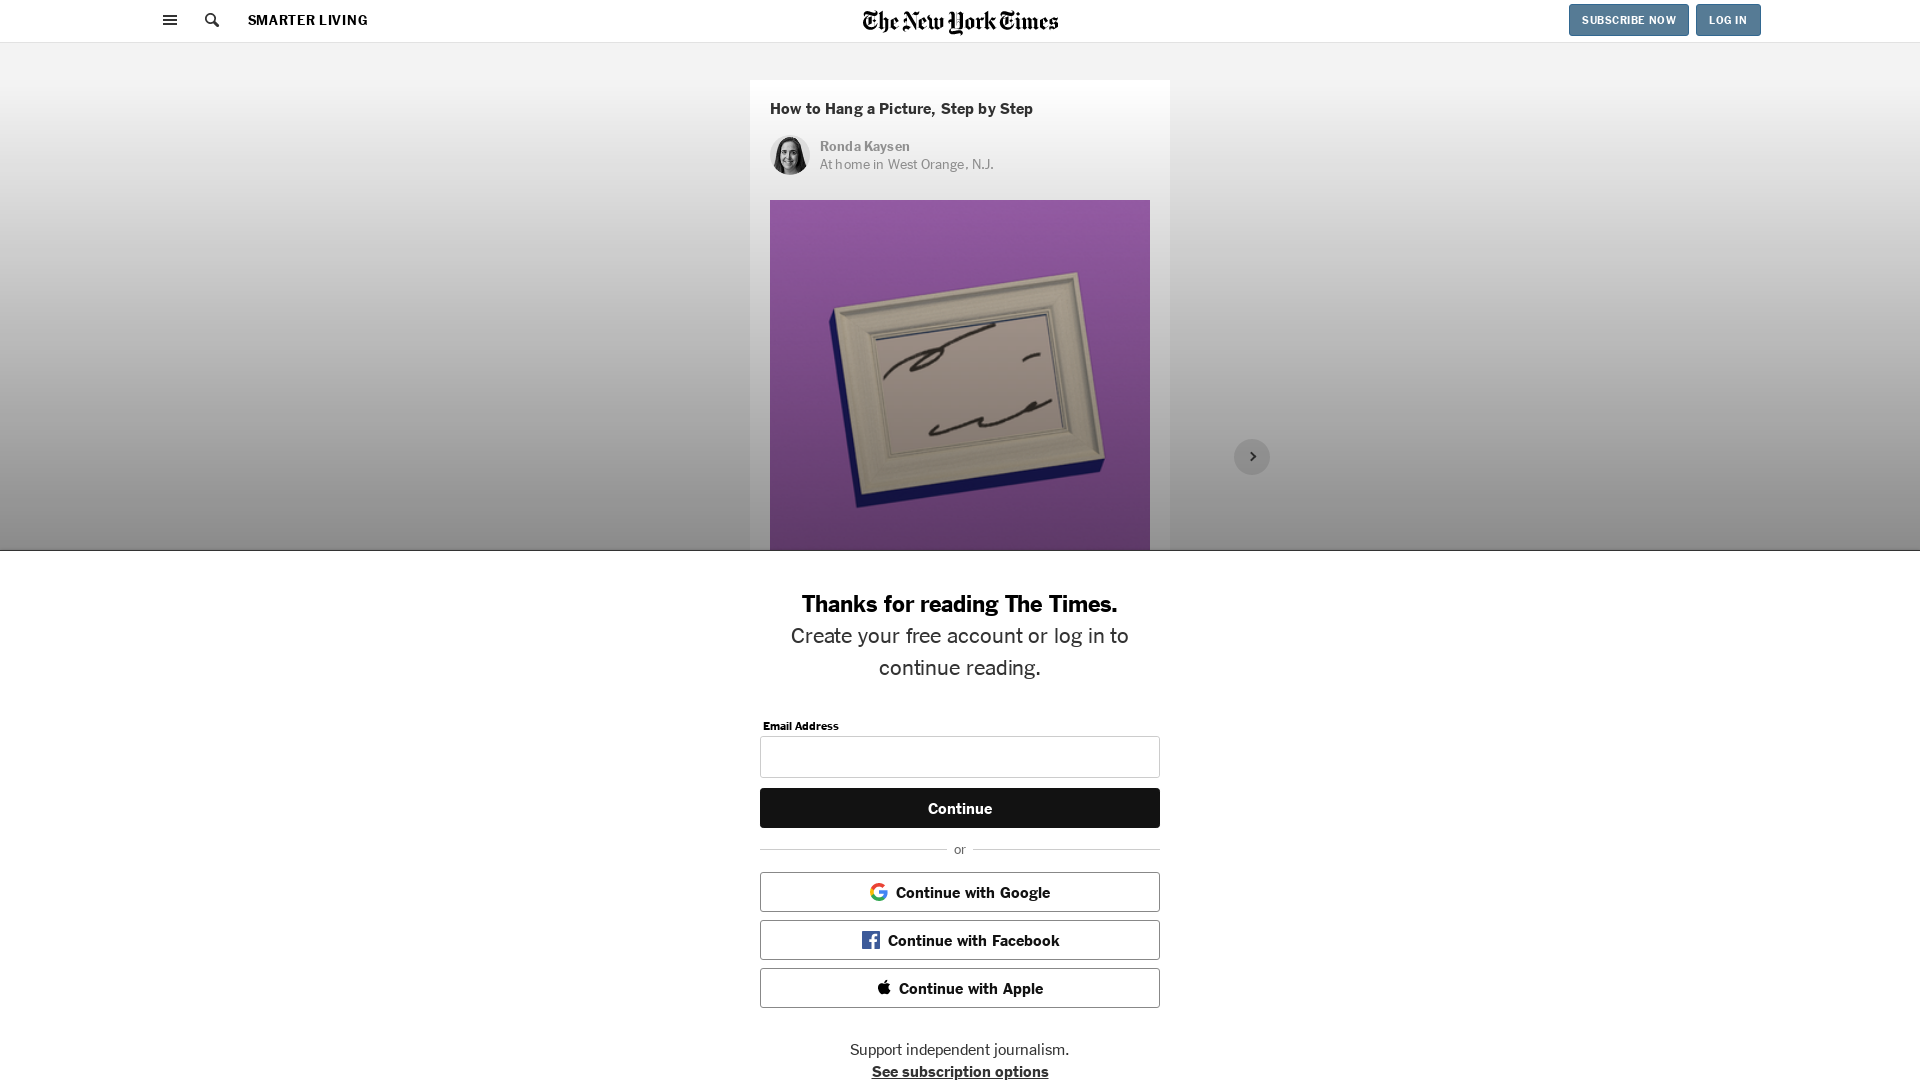 SMARTER LIVING
The New York Times
SUBSCRIBE NOW
LOG IN
How to Hang a Picture, Step by Step
Ronda Kaysen
At home in West Orange, N.J.
Thanks for reading The Times.
Create your free account or log in to
continue reading.
Email Address
Continue
or
Continue with Google
Continue with Facebook
Continue with Apple
Support independent journalism.
See subscription options